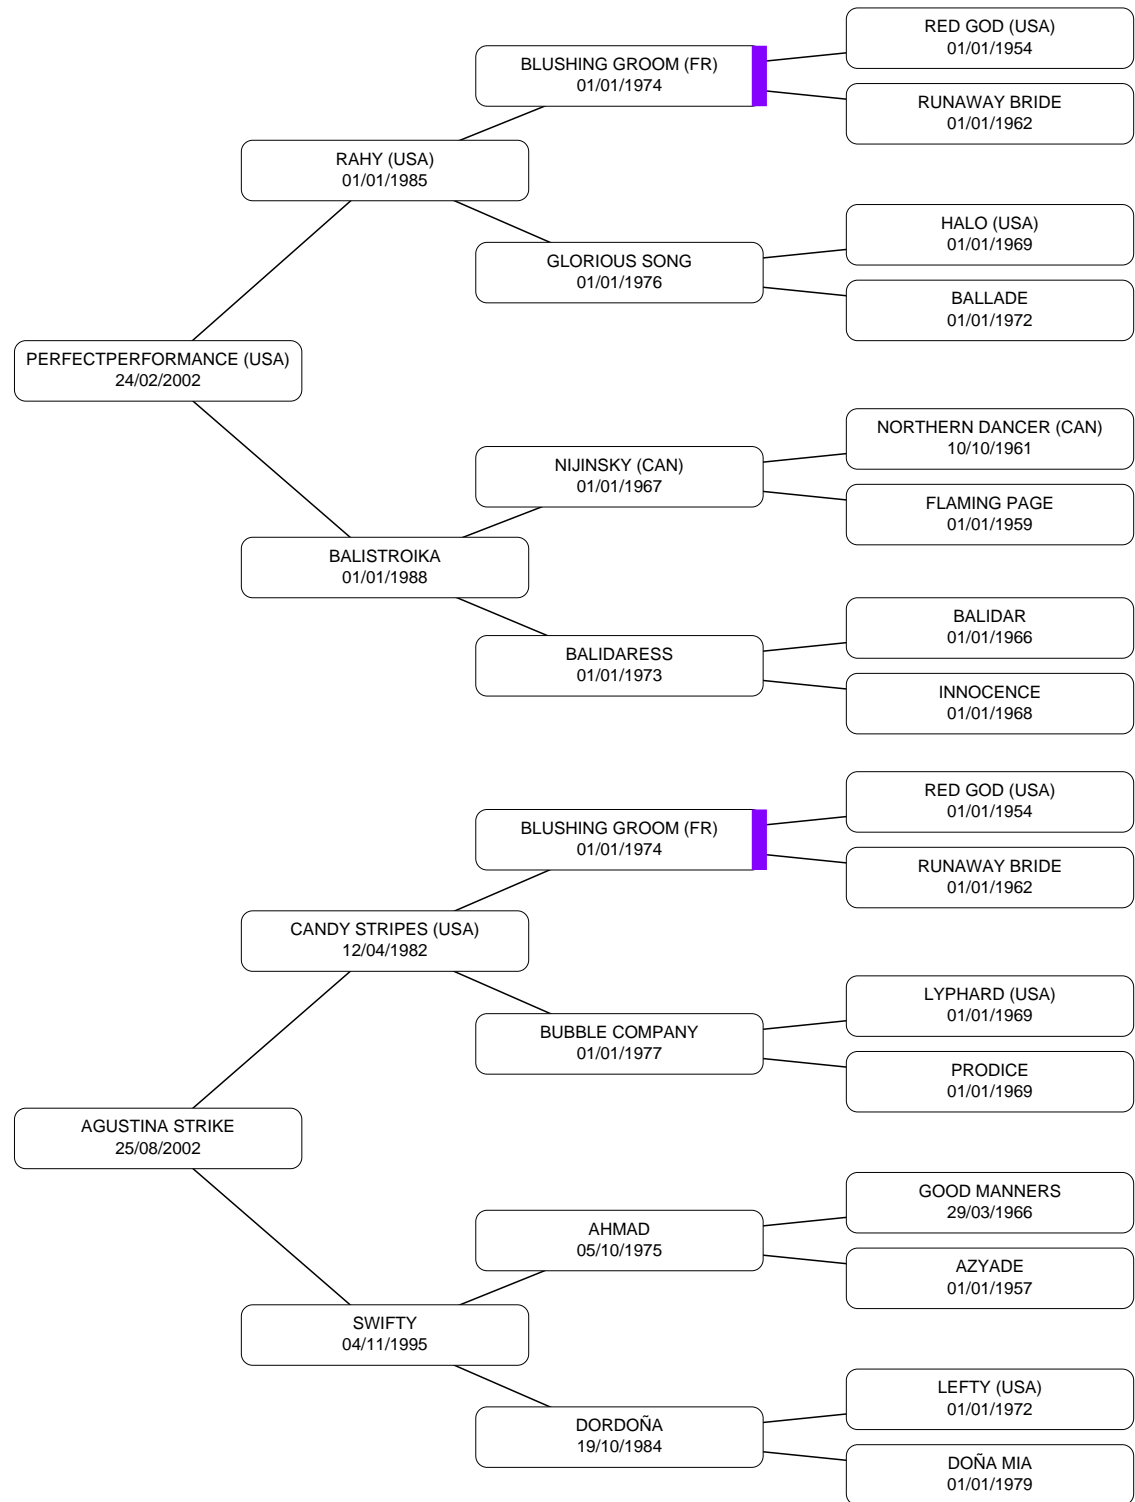 RED GOD (USA)
01/01/1954
BLUSHING GROOM (FR)
01/01/1974
RUNAWAY BRIDE
01/01/1962
RAHY (USA)
01/01/1985
HALO (USA)
01/01/1969
GLORIOUS SONG
01/01/1976
BALLADE
01/01/1972
PERFECTPERFORMANCE (USA)
24/02/2002
NORTHERN DANCER (CAN)
10/10/1961
NIJINSKY (CAN)
01/01/1967
FLAMING PAGE
01/01/1959
BALISTROIKA
01/01/1988
BALIDAR
01/01/1966
BALIDARESS
01/01/1973
INNOCENCE
01/01/1968
RED GOD (USA)
01/01/1954
BLUSHING GROOM (FR)
01/01/1974
RUNAWAY BRIDE
01/01/1962
CANDY STRIPES (USA)
12/04/1982
LYPHARD (USA)
01/01/1969
BUBBLE COMPANY
01/01/1977
PRODICE
01/01/1969
AGUSTINA STRIKE
25/08/2002
GOOD MANNERS
29/03/1966
AHMAD
05/10/1975
AZYADE
01/01/1957
SWIFTY
04/11/1995
LEFTY (USA)
01/01/1972
DORDOÑA
19/10/1984
DOÑA MIA
01/01/1979